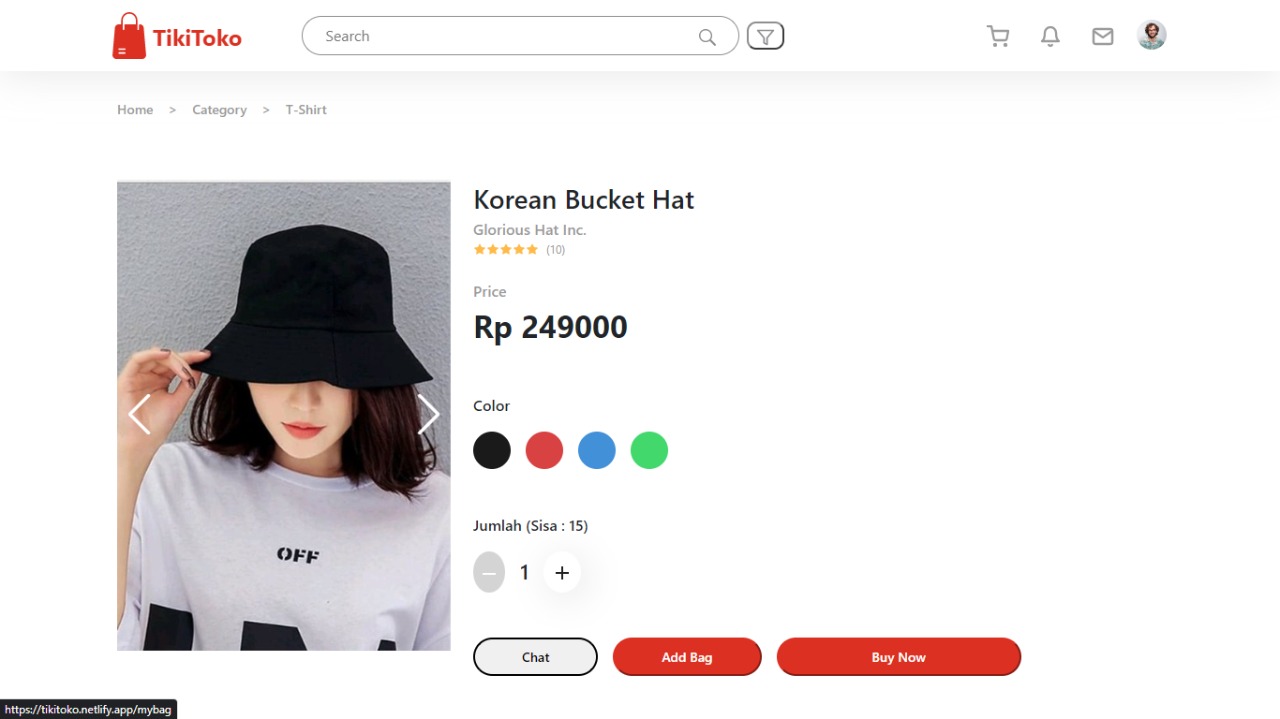 TikiToko
Search
Home > Category > T-Shirt
Korean Bucket Hat
Glorious Hat Inc.
(10)
Price
Rp 249000
Color
OFF
Jumlah (Sisa : 15)
1
Chat
Add Bag
Buy Now
https://tikitoko.netlify.app/mybag